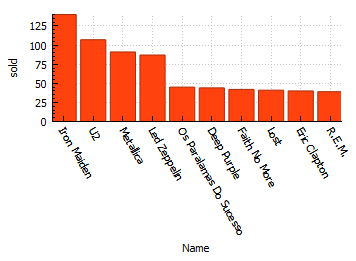 125
100
75
50
25
0
sold
Iron Maiden
U2
Metallica
Led Zeppelin
Os Paralamas Do Sucesso
Deep Purple
Faith No More
Lost
Eric Clapton
R.E.M.
Name